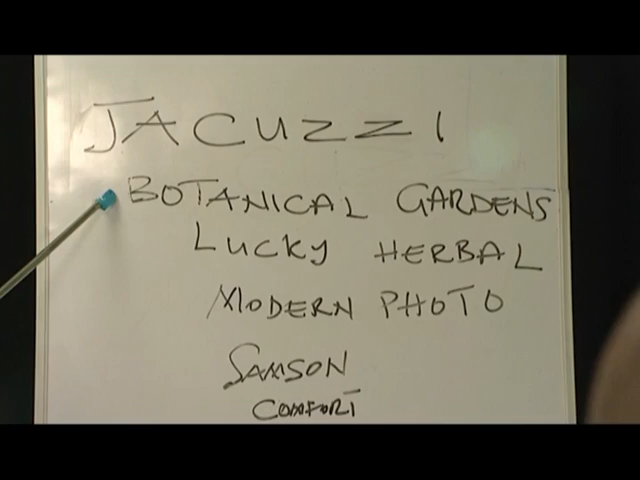 JACUZZI
BOTANICAL GARDENS
LUCKY HERBAL
MODERN PHOTO
SAMSON
COMFORT